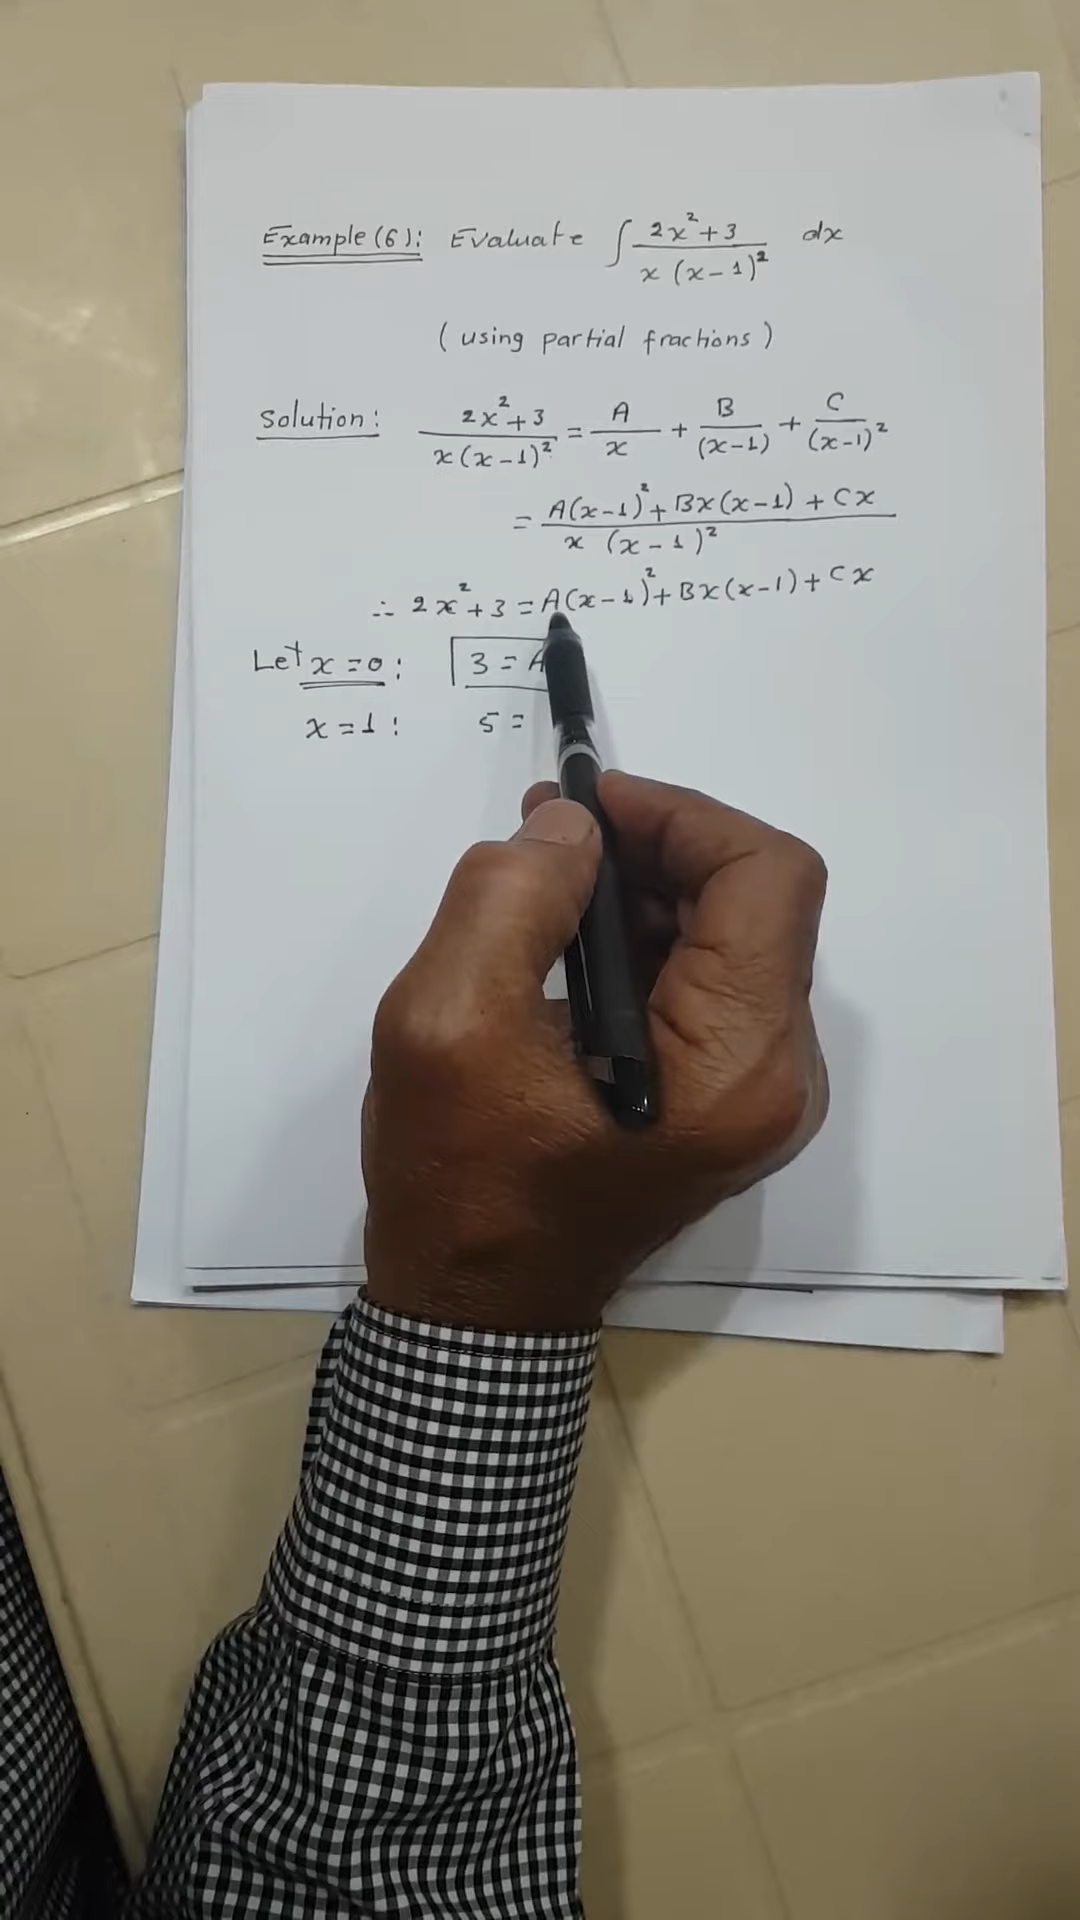 Example (6): Evaluate ∫ (2x²+3)/(x (x-1)²) dx
(using partial fractions)
Solution: (2x²+3)/(x(x-1)²) = A/x + B/(x-1) + C/(x-1)²
= (A(x-1)² + Bx(x-1) + Cx)/(x (x-1)²)
∴ 2x²+3 = A(x-1)² + Bx(x-1) + Cx
Let x=0: 3 = A
x=1: 5 =